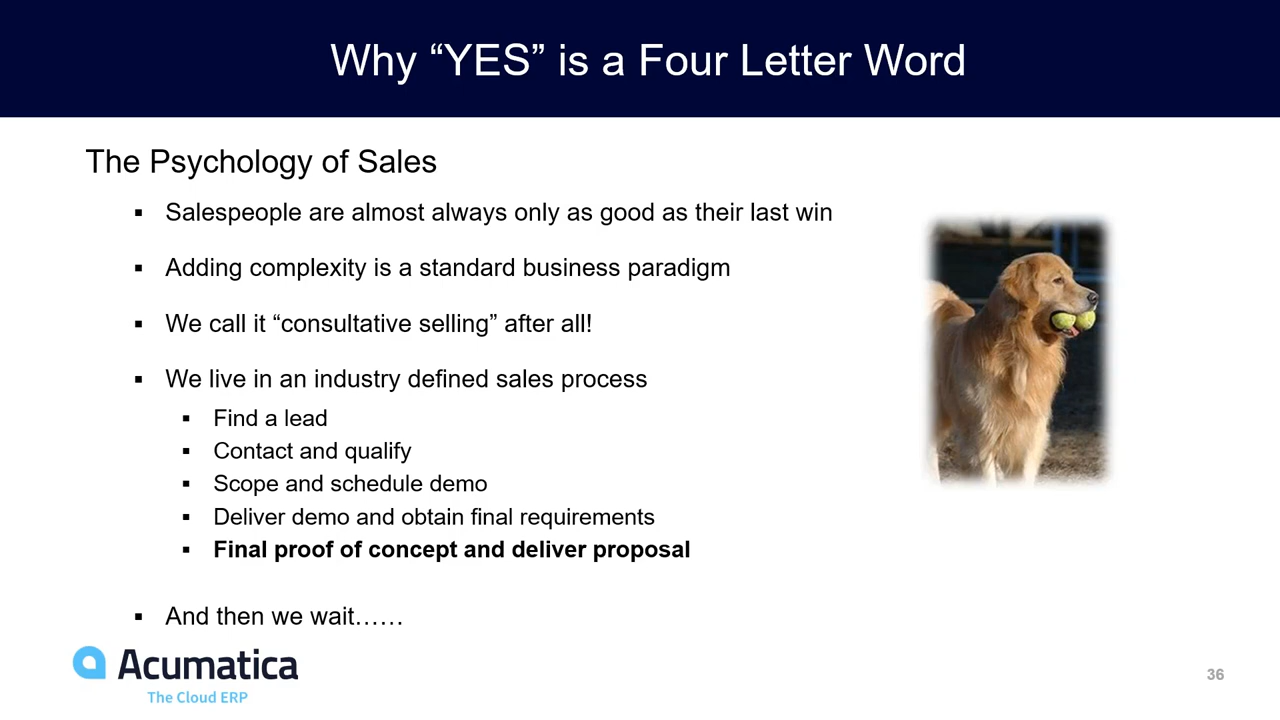 Why “YES” is a Four Letter Word
The Psychology of Sales
▪ Salespeople are almost always only as good as their last win
▪ Adding complexity is a standard business paradigm
▪ We call it “consultative selling” after all!
▪ We live in an industry defined sales process
▪ Find a lead
▪ Contact and qualify
▪ Scope and schedule demo
▪ Deliver demo and obtain final requirements
▪ Final proof of concept and deliver proposal
▪ And then we wait……
Acumatica
The Cloud ERP
36